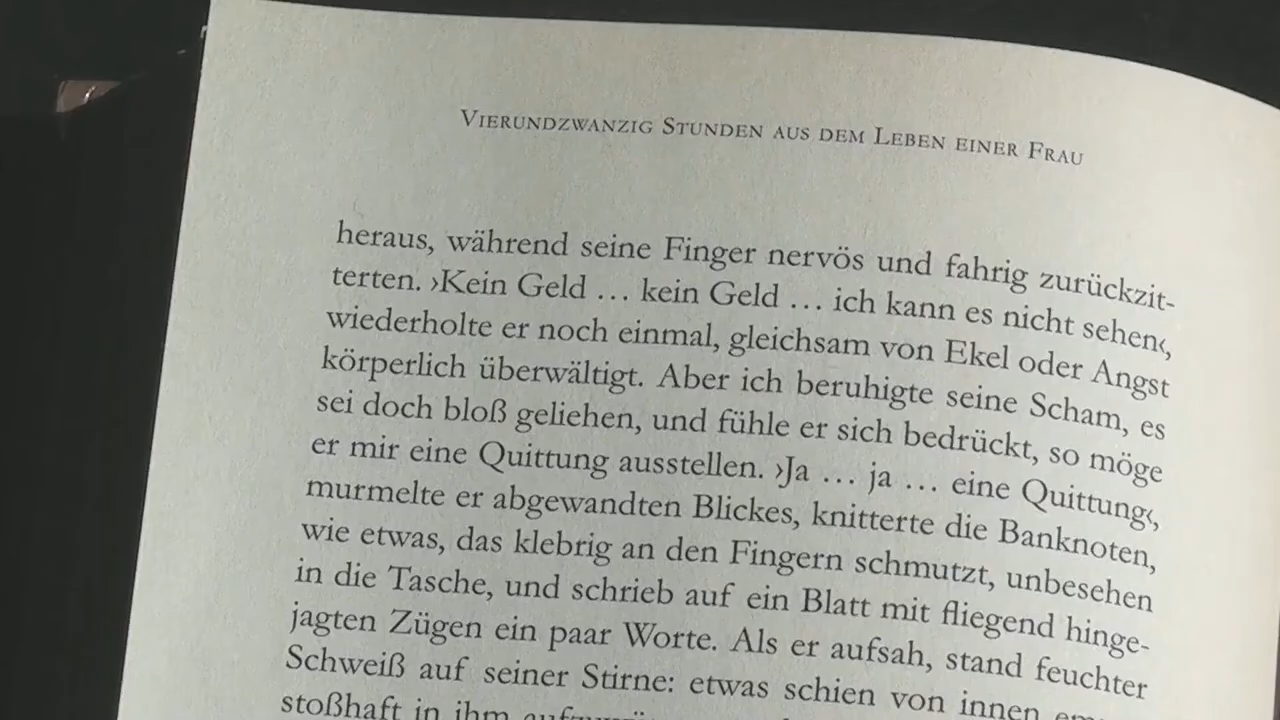 Vierundzwanzig Stunden aus dem Leben einer Frau
heraus, während seine Finger nervös und fahrig zurückzit-
terten. ›Kein Geld … kein Geld … ich kann es nicht sehen‹,
wiederholte er noch einmal, gleichsam von Ekel oder Angst
körperlich überwältigt. Aber ich beruhigte seine Scham, es
sei doch bloß geliehen, und fühle er sich bedrückt, so möge
er mir eine Quittung ausstellen. ›Ja … ja … eine Quittung‹,
murmelte er abgewandten Blickes, knitterte die Banknoten,
wie etwas, das klebrig an den Fingern schmutzt, unbesehen
in die Tasche, und schrieb auf ein Blatt mit fliegend hinge-
jagten Zügen ein paar Worte. Als er aufsah, stand feuchter
Schweiß auf seiner Stirne: etwas schien von innen
stoßhaft in ihm